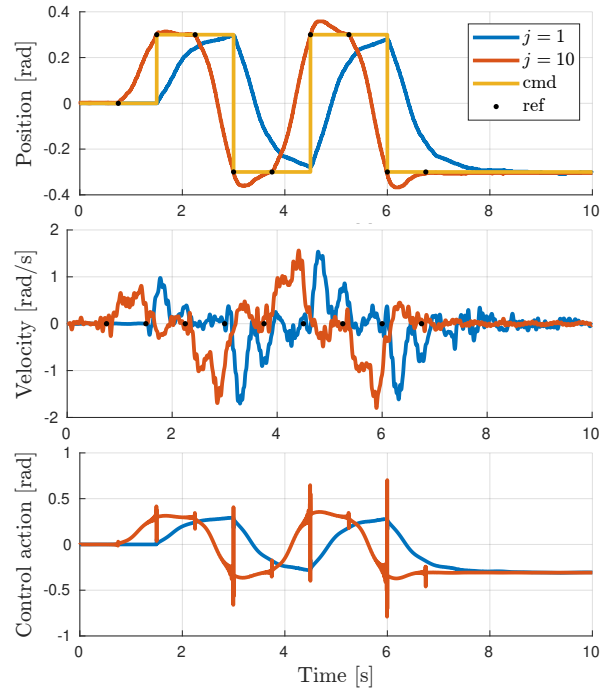 0.4
0.2
0
-0.2
-0.4
Position [rad]
j = 1
j = 10
cmd
ref
0 2 4 6 8 10
2
1
0
-1
-2
Velocity [rad/s]
0 2 4 6 8 10
1
0.5
0
-0.5
-1
Control action [rad]
0 2 4 6 8 10
Time [s]